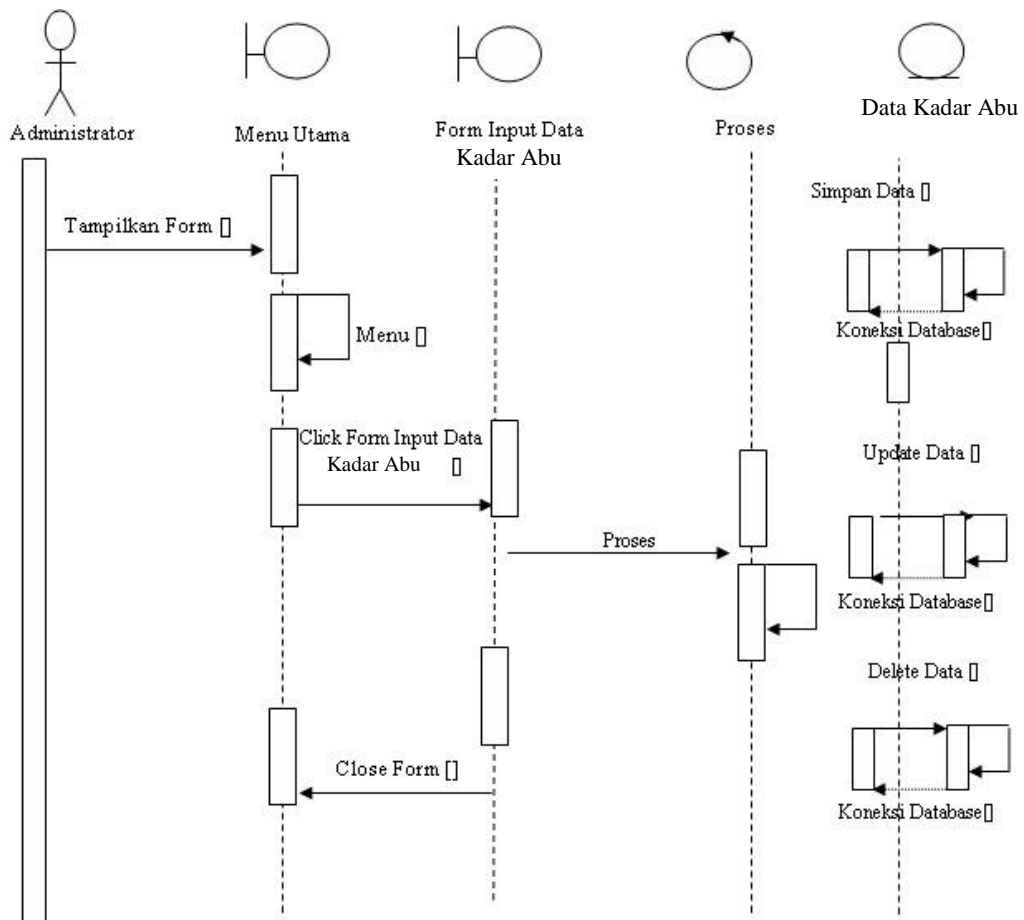 Administrator
Menu Utama
Form Input Data
Kadar Abu
Proses
Data Kadar Abu
Simpan Data []
Tampilkan Form []
Koneksi Database[]
Menu []
Click Form Input Data
Kadar Abu []
Update Data []
Proses
Koneksi Database[]
Delete Data []
Close Form []
Koneksi Database[]